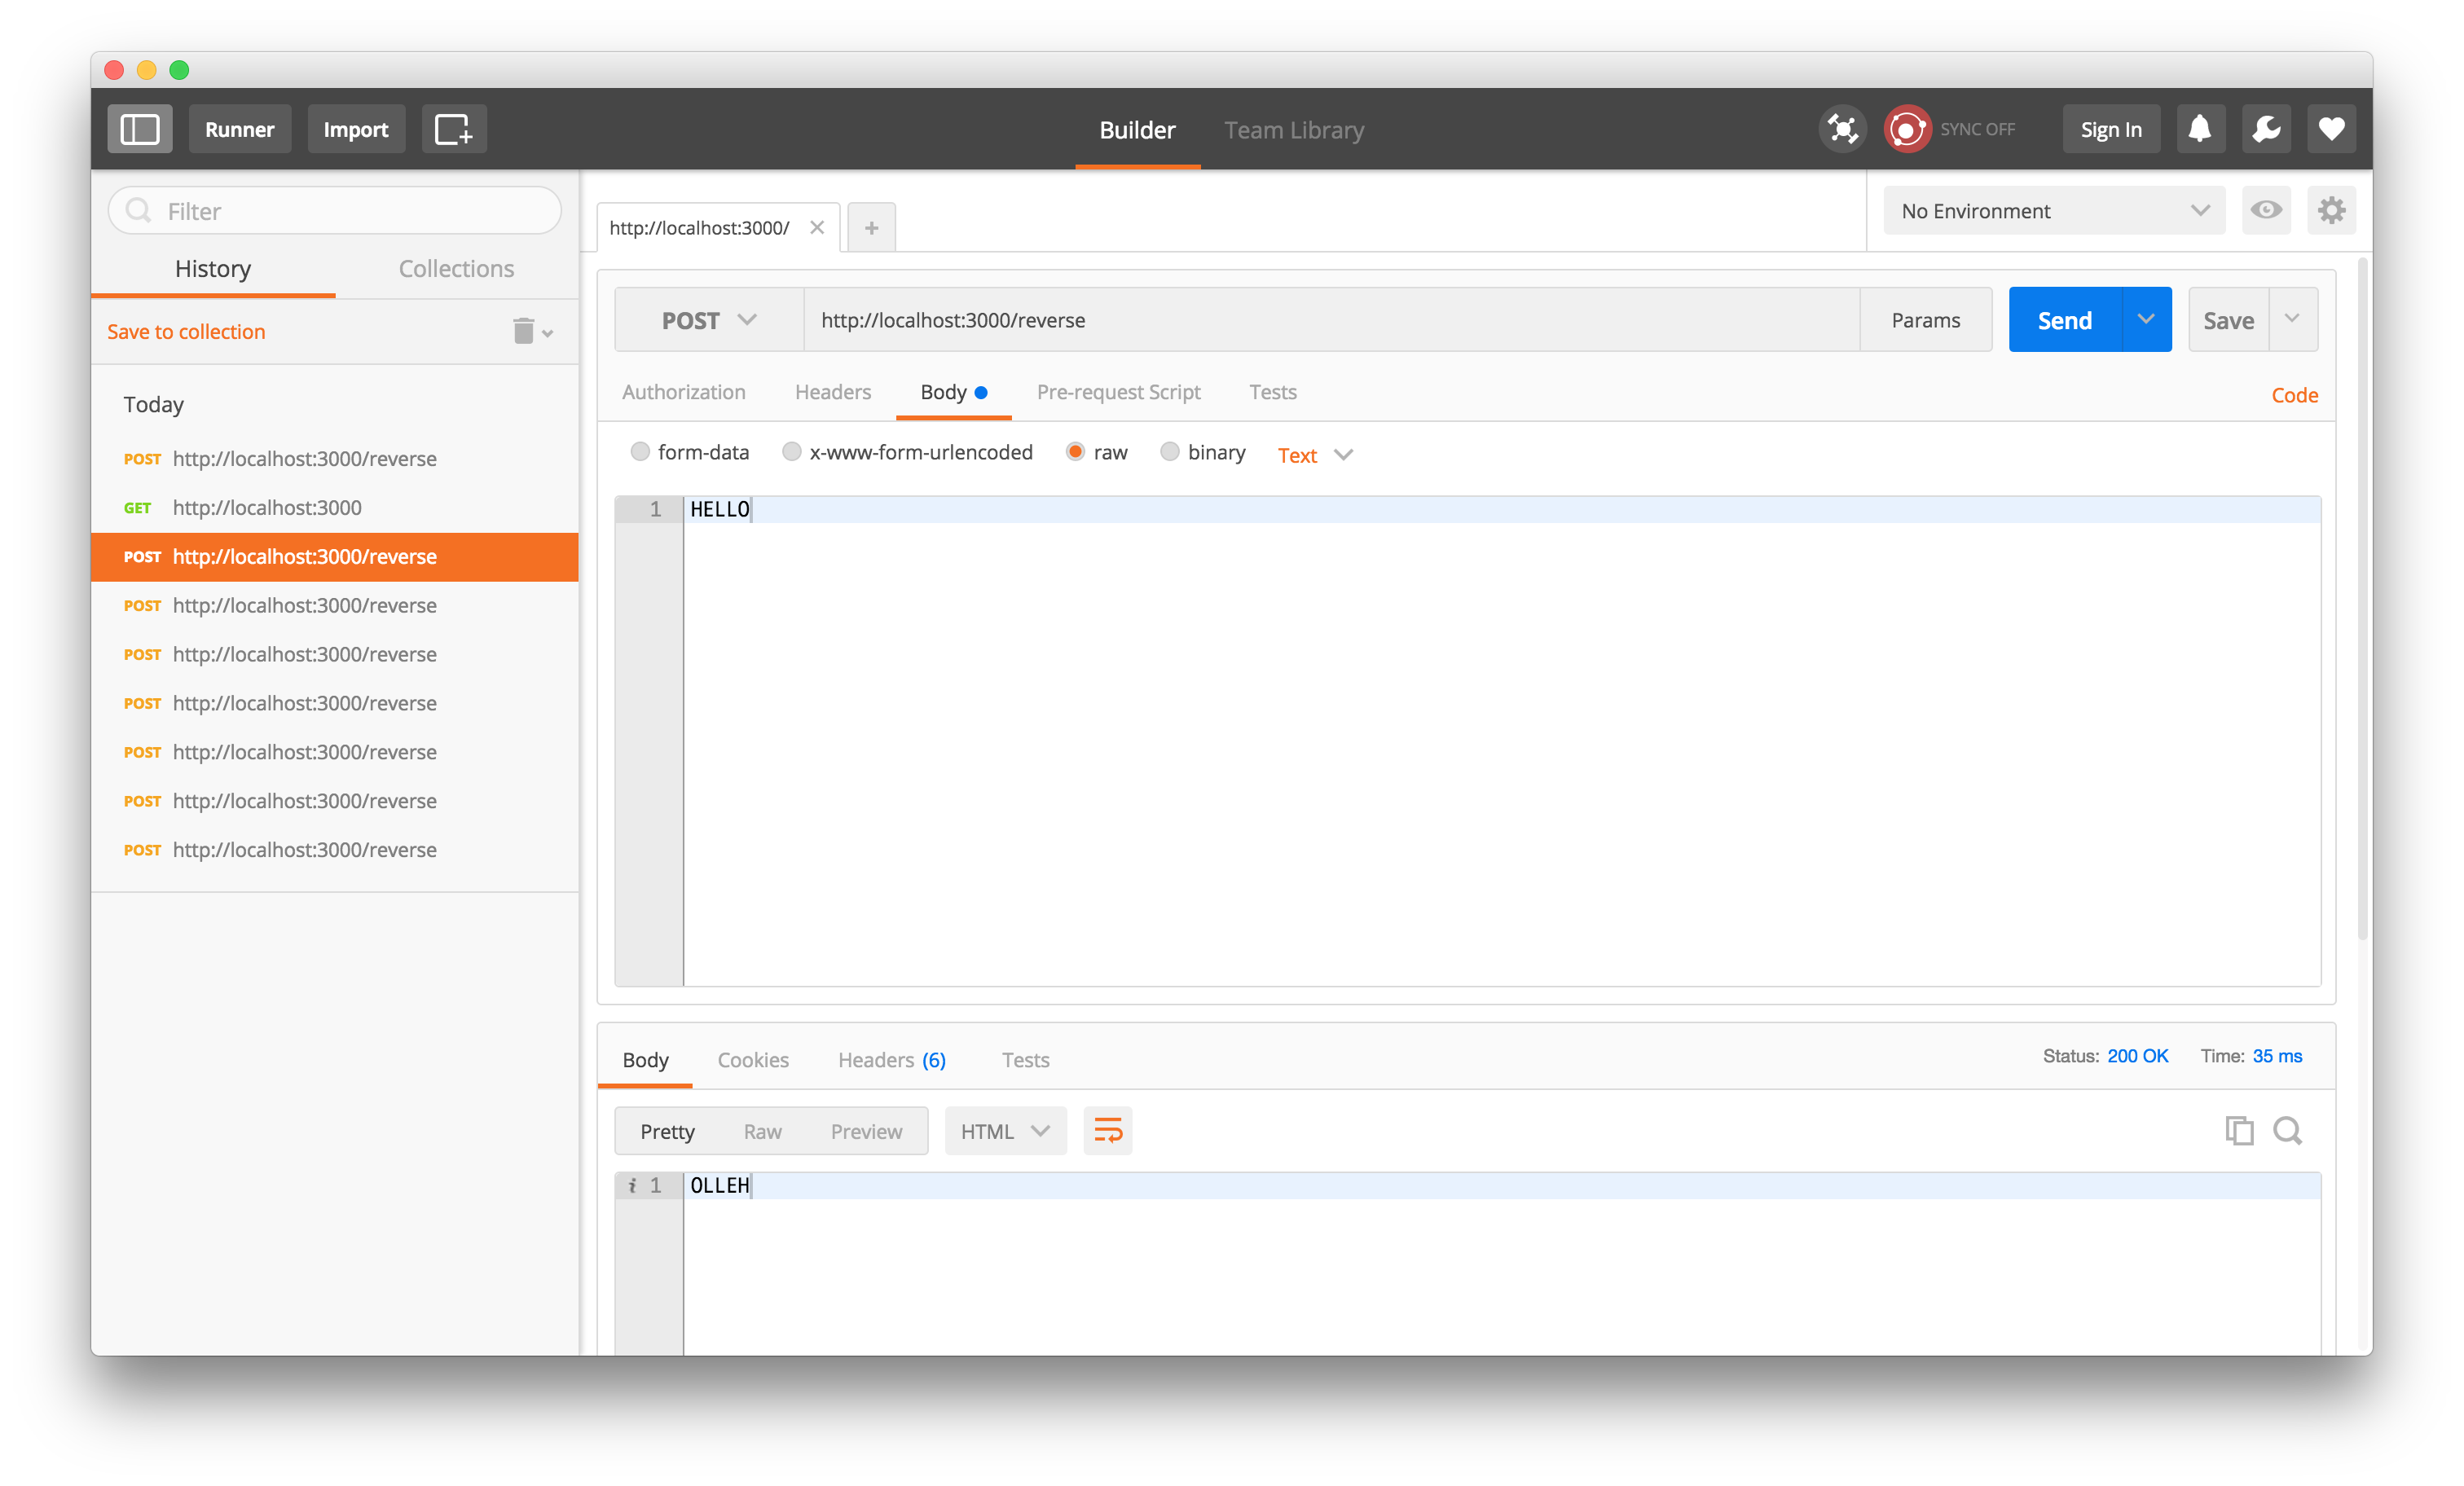 Runner Import Builder Team Library SYNC OFF Sign In
Filter
History Collections
Save to collection
Today
POST http://localhost:3000/reverse
GET http://localhost:3000
POST http://localhost:3000/reverse
POST http://localhost:3000/reverse
POST http://localhost:3000/reverse
POST http://localhost:3000/reverse
POST http://localhost:3000/reverse
POST http://localhost:3000/reverse
POST http://localhost:3000/reverse
http://localhost:3000/ No Environment
POST http://localhost:3000/reverse Params Send Save
Authorization Headers Body Pre-request Script Tests Code
form-data x-www-form-urlencoded raw binary Text
1 HELLO
Body Cookies Headers (6) Tests Status: 200 OK Time: 35 ms
Pretty Raw Preview HTML
i 1 OLLEH